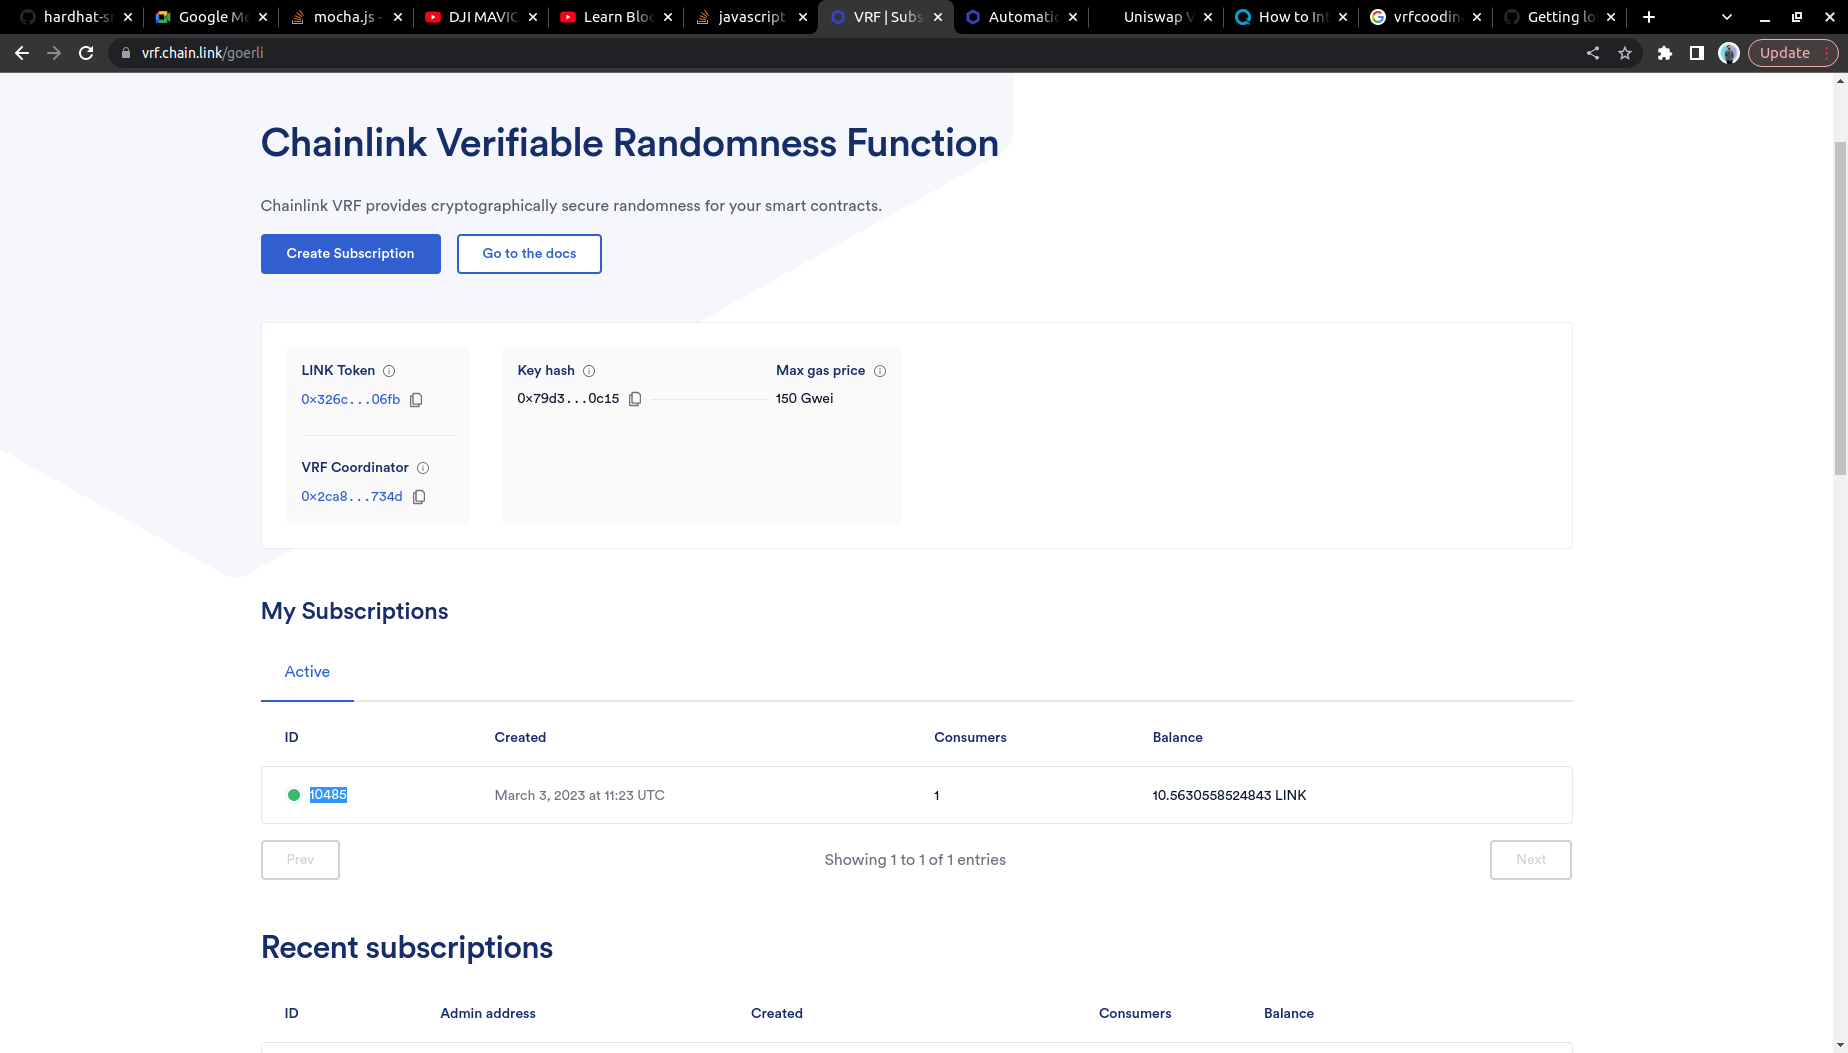 hardhat-s
Google Me
mocha.js -
DJI MAVIC
Learn Bloc
javascript
VRF | Subs
Automatic
Uniswap V
How to Int
vrfcoodin
Getting lo
vrf.chain.link/goerli
Update
Chainlink Verifiable Randomness Function
Chainlink VRF provides cryptographically secure randomness for your smart contracts.
Create Subscription
Go to the docs
LINK Token
0x326c...06fb
VRF Coordinator
0x2ca8...734d
Key hash Max gas price
0x79d3...0c15 150 Gwei
My Subscriptions
Active
ID Created Consumers Balance
10485 March 3, 2023 at 11:23 UTC 1 10.5630558524843 LINK
Prev Showing 1 to 1 of 1 entries Next
Recent subscriptions
ID Admin address Created Consumers Balance